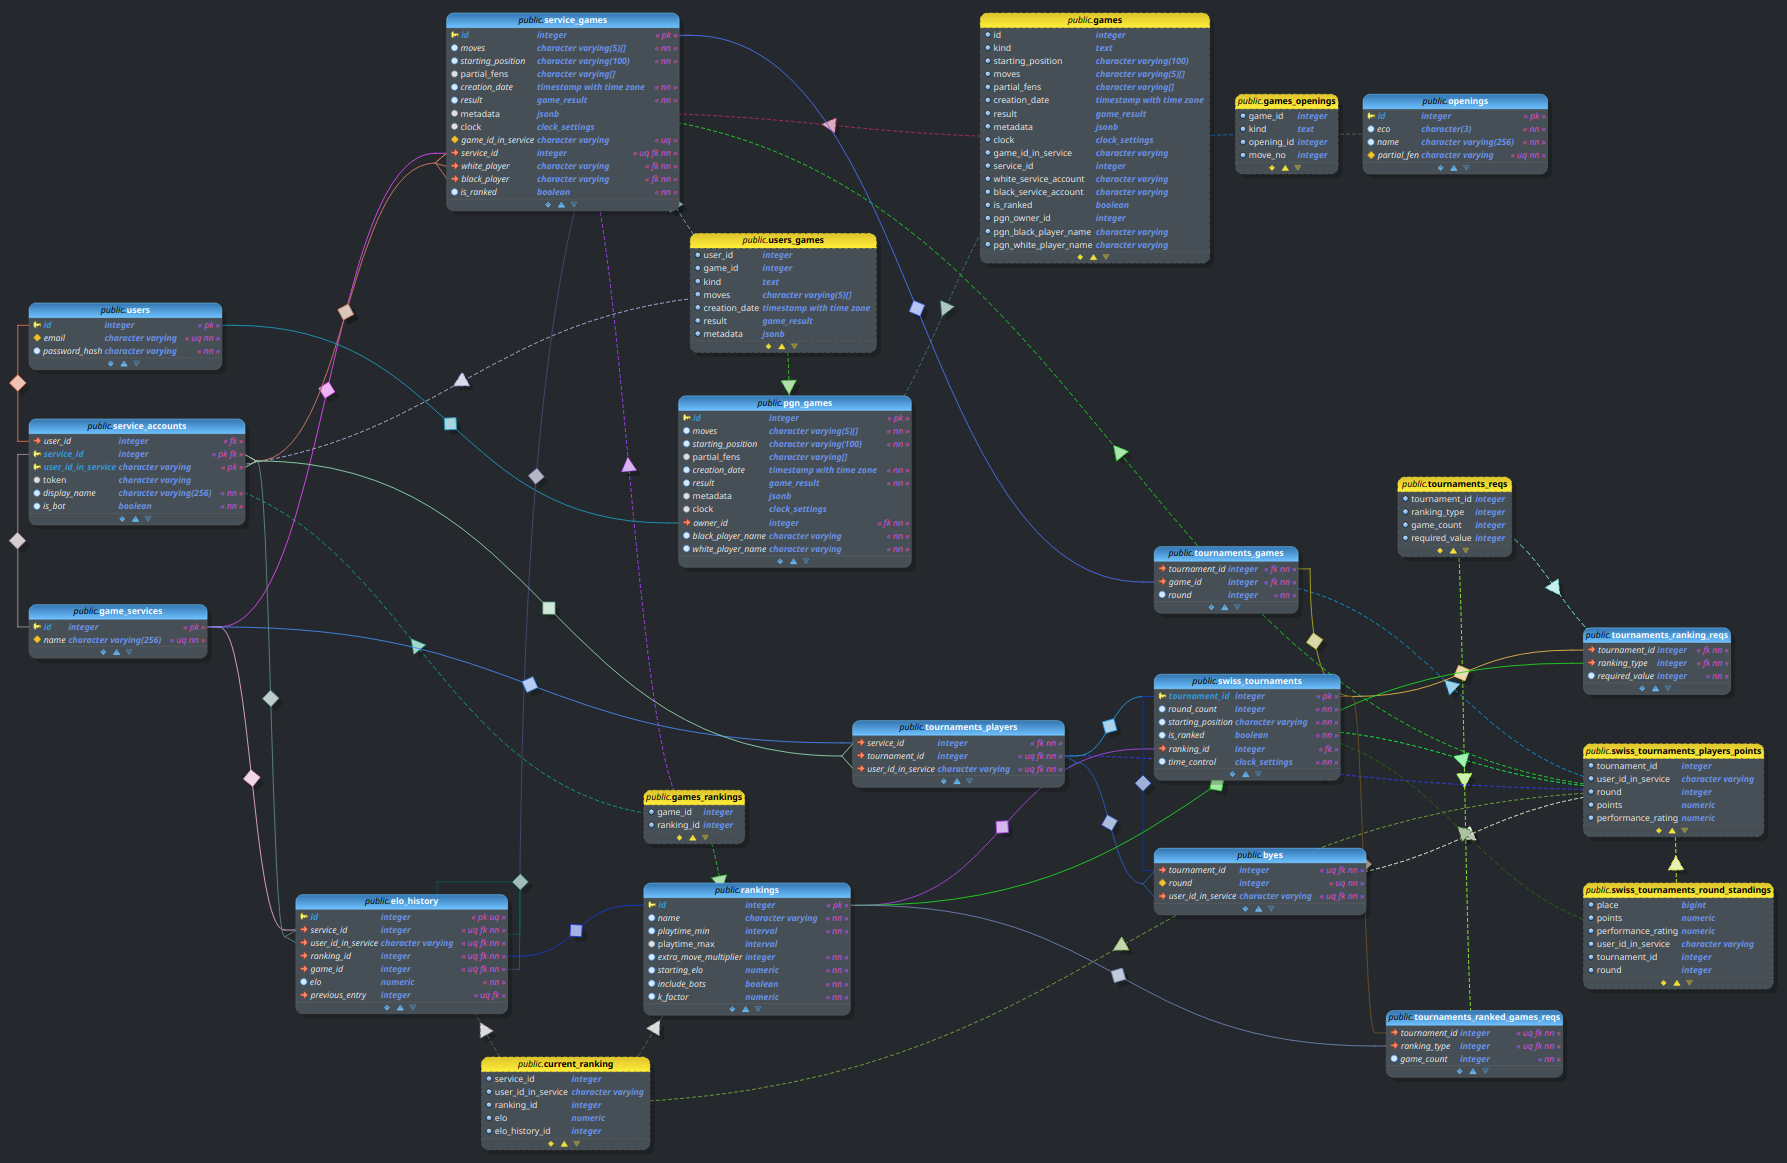 public.service_games
id integer « pk »
moves character varying(5)[] « nn »
starting_position character varying(100) « nn »
partial_fens character varying[]
creation_date timestamp with time zone « nn »
result game_result « nn »
metadata jsonb
clock clock_settings
game_id_in_service character varying « uq »
service_id integer « uq fk nn »
white_player character varying « fk nn »
black_player character varying « fk nn »
is_ranked boolean « nn »
public.games
id integer
kind text
starting_position character varying(100)
moves character varying(5)[]
partial_fens character varying[]
creation_date timestamp with time zone
result game_result
metadata jsonb
clock clock_settings
game_id_in_service character varying
service_id integer
white_service_account character varying
black_service_account character varying
is_ranked boolean
pgn_owner_id integer
pgn_black_player_name character varying
pgn_white_player_name character varying
public.games_openings
game_id integer
kind text
opening_id integer
move_no integer
public.openings
id integer « pk »
eco character(3) « nn »
name character varying(256) « nn »
partial_fen character varying « uq nn »
public.users_games
user_id integer
game_id integer
kind text
moves character varying(5)[]
creation_date timestamp with time zone
result game_result
metadata jsonb
public.users
id integer « pk »
email character varying « uq nn »
password_hash character varying « nn »
public.pgn_games
id integer « pk »
moves character varying(5)[] « nn »
starting_position character varying(100) « nn »
partial_fens character varying[]
creation_date timestamp with time zone « nn »
result game_result « nn »
metadata jsonb
clock clock_settings
owner_id integer « fk nn »
black_player_name character varying « nn »
white_player_name character varying « nn »
public.service_accounts
user_id integer « fk »
service_id integer « pk fk »
user_id_in_service character varying « pk »
token character varying
display_name character varying(256) « nn »
is_bot boolean « nn »
public.tournaments_reqs
tournament_id integer
ranking_type integer
game_count integer
required_value integer
public.tournaments_games
tournament_id integer « fk nn »
game_id integer « fk nn »
round integer « nn »
public.game_services
id integer « pk »
name character varying(256) « uq nn »
public.tournaments_ranking_reqs
tournament_id integer « fk nn »
ranking_type integer « fk nn »
required_value integer « nn »
public.swiss_tournaments
tournament_id integer « pk »
round_count integer « nn »
starting_position character varying « nn »
is_ranked boolean « nn »
ranking_id integer « fk »
time_control clock_settings « nn »
public.tournaments_players
service_id integer « fk nn »
tournament_id integer « uq fk nn »
user_id_in_service character varying « uq fk nn »
public.swiss_tournaments_players_points
tournament_id integer
user_id_in_service character varying
round integer
points numeric
performance_rating numeric
public.games_rankings
game_id integer
ranking_id integer
public.byes
tournament_id integer « uq fk nn »
round integer « uq nn »
user_id_in_service character varying « uq fk nn »
public.rankings
id integer « pk »
name character varying « nn »
playtime_min interval « nn »
playtime_max interval
extra_move_multiplier integer « nn »
starting_elo numeric « nn »
include_bots boolean « nn »
k_factor numeric « nn »
public.swiss_tournaments_round_standings
place bigint
points numeric
performance_rating numeric
user_id_in_service character varying
tournament_id integer
round integer
public.elo_history
id integer « pk uq »
service_id integer « uq fk nn »
user_id_in_service character varying « uq fk nn »
ranking_id integer « uq fk nn »
game_id integer « uq fk nn »
elo numeric « nn »
previous_entry integer « uq fk »
public.tournaments_ranked_games_reqs
tournament_id integer « uq fk nn »
ranking_type integer « uq fk nn »
game_count integer « nn »
public.current_ranking
service_id integer
user_id_in_service character varying
ranking_id integer
elo numeric
elo_history_id integer